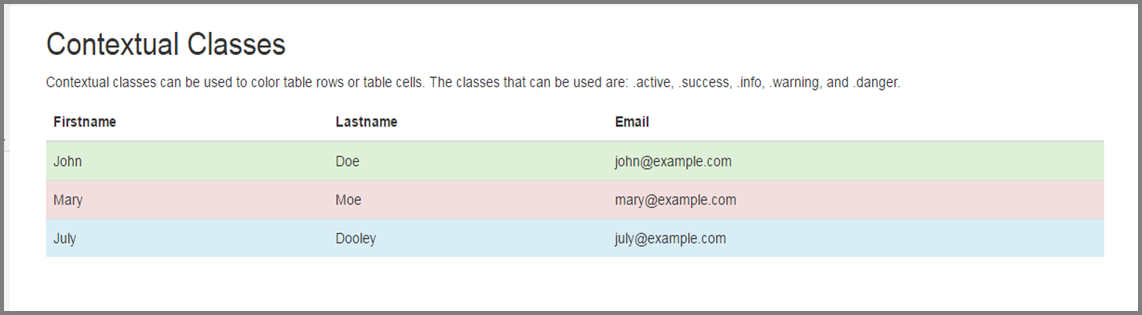 Contextual Classes
Contextual classes can be used to color table rows or table cells. The classes that can be used are: .active, .success, .info, .warning, and .danger.
Firstname Lastname Email
John Doe john@example.com
Mary Moe mary@example.com
July Dooley july@example.com